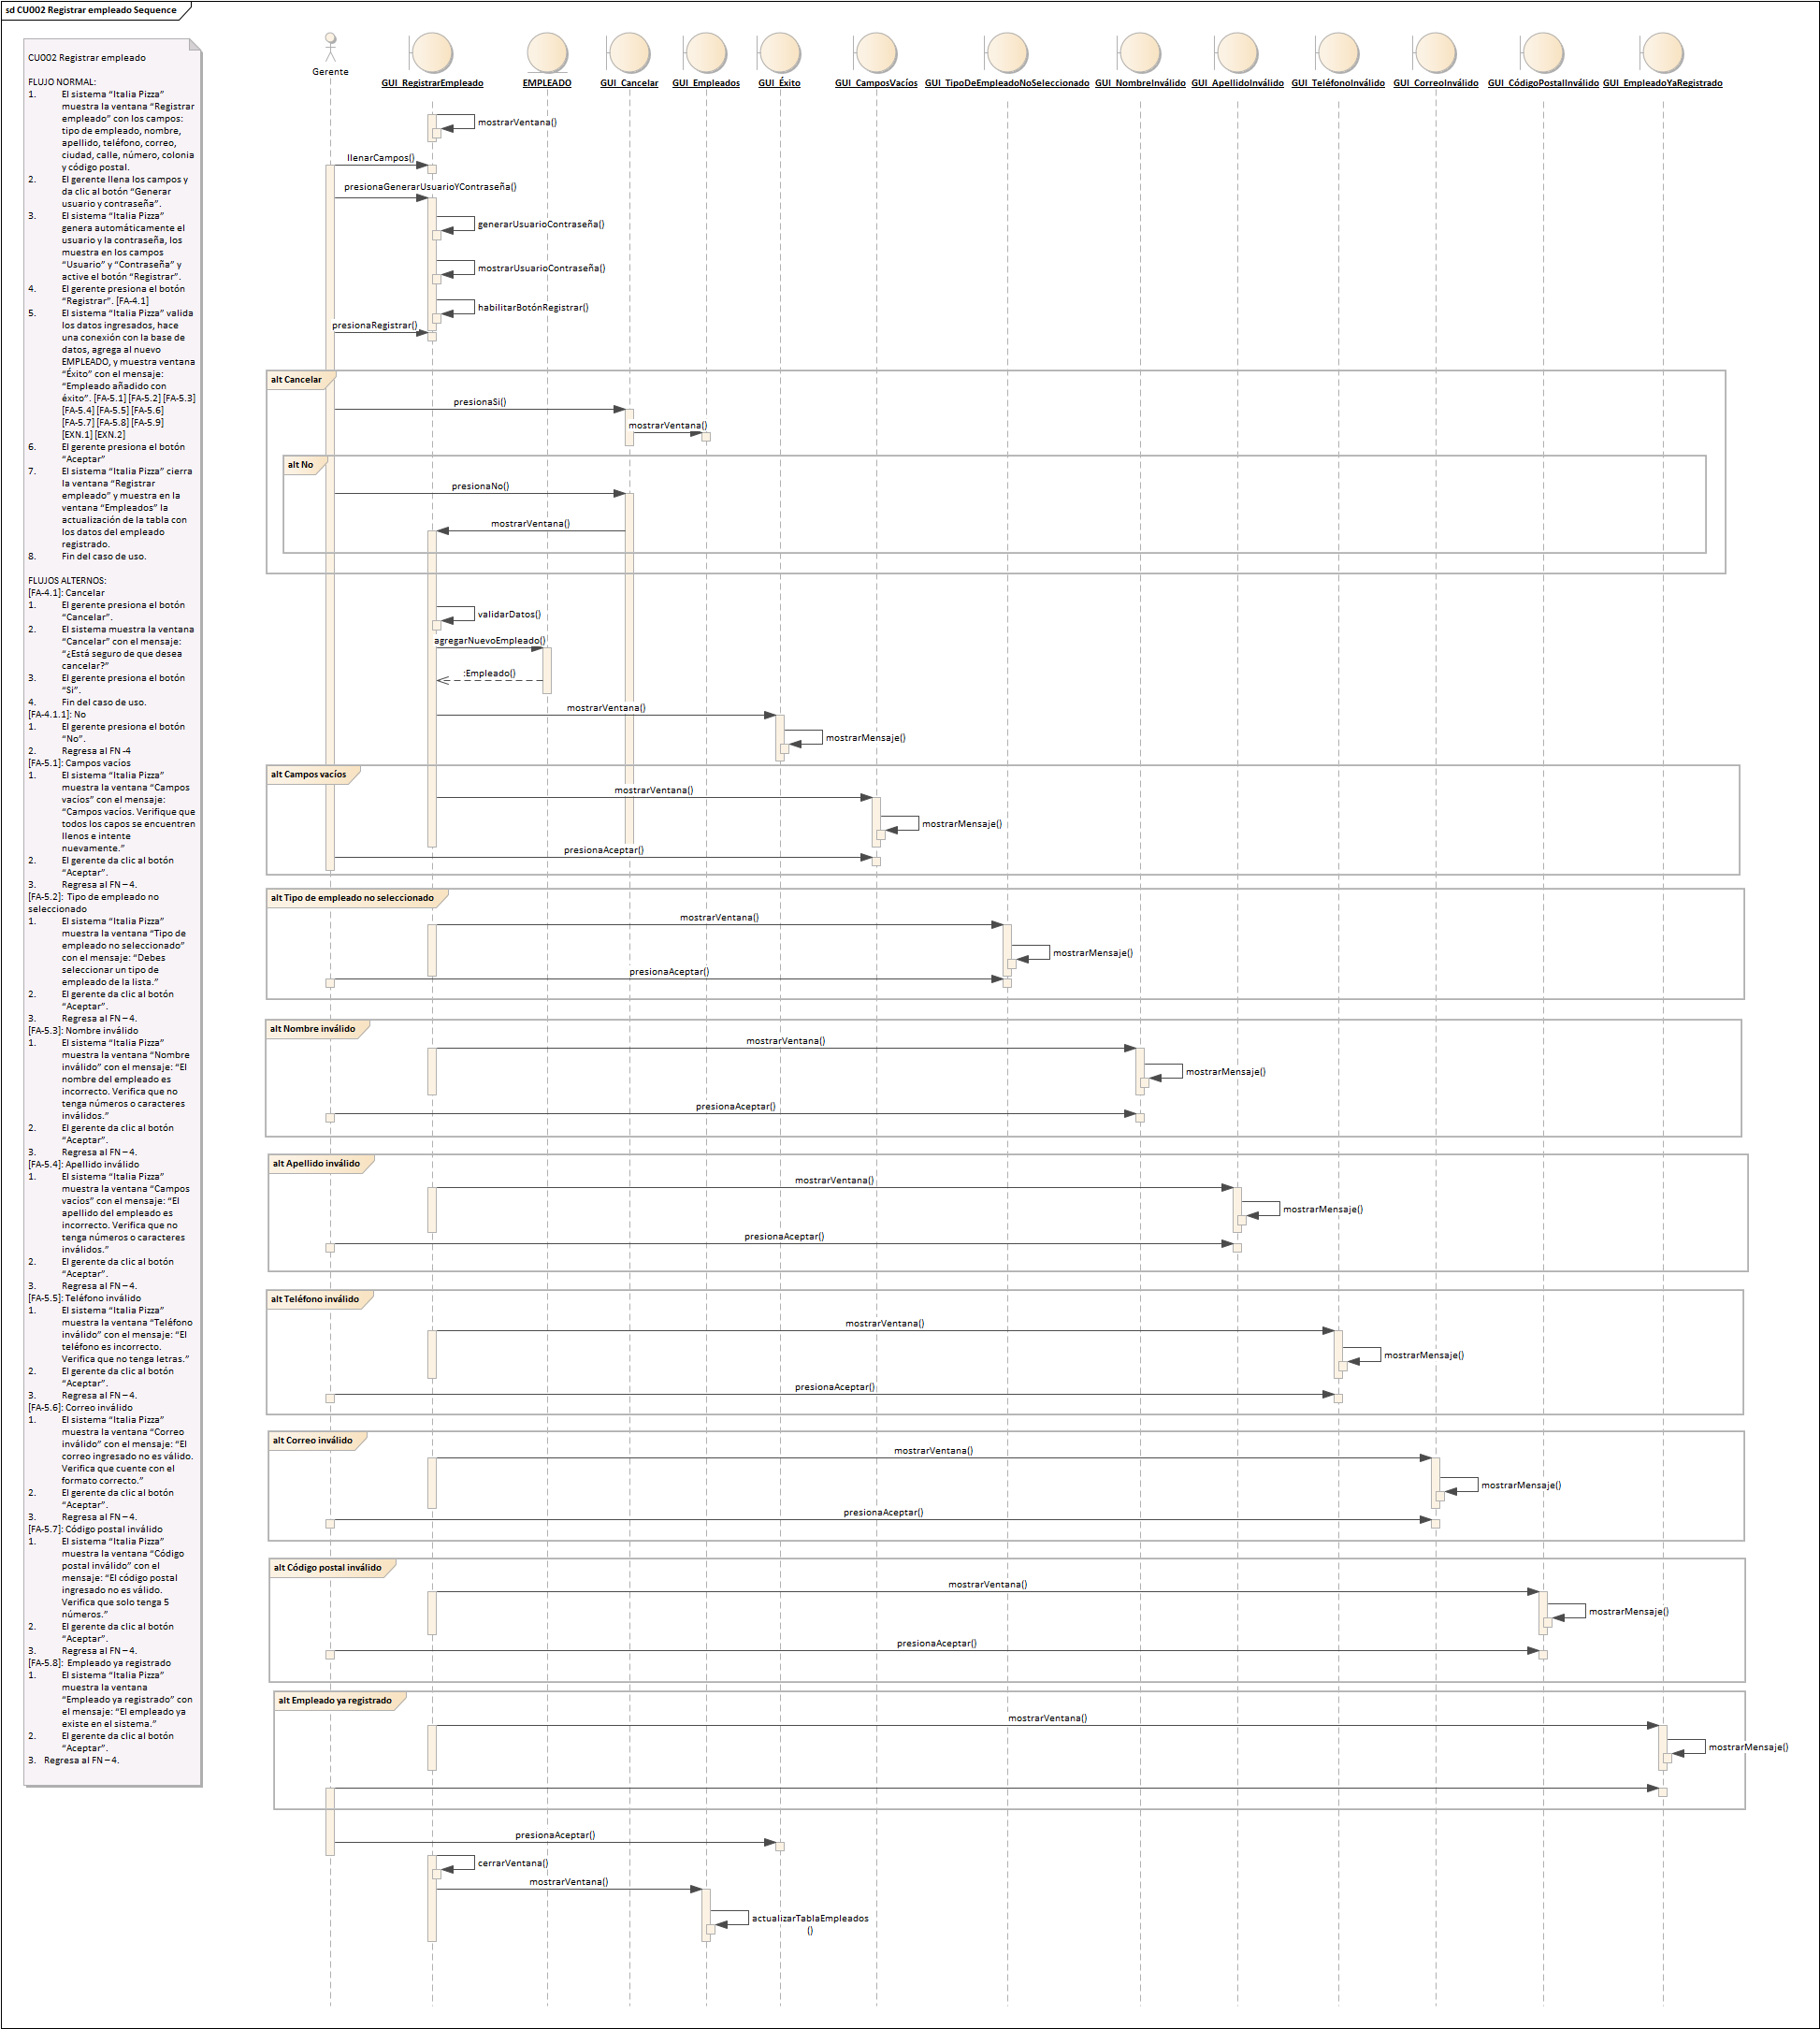 sd CU002 Registrar empleado Sequence
CU002 Registrar empleado
FLUJO NORMAL:
1. El sistema “Italia Pizza”
muestra la ventana “Registrar
empleado” con los campos:
tipo de empleado, nombre,
apellido, teléfono, correo,
ciudad, calle, número, colonia
y código postal.
2. El gerente llena los campos y
da clic al botón “Generar
usuario y contraseña”.
3. El sistema “Italia Pizza”
genera automáticamente el
usuario y la contraseña, los
muestra en los campos
“Usuario” y “Contraseña” y
active el botón “Registrar”.
4. El gerente presiona el botón
“Registrar”. [FA-4.1]
5. El sistema “Italia Pizza” valida
los datos ingresados, hace
una conexión con la base de
datos, agrega al nuevo
EMPLEADO, y muestra ventana
“Éxito” con el mensaje:
“Empleado añadido con
éxito”. [FA-5.1] [FA-5.2] [FA-5.3]
[FA-5.4] [FA-5.5] [FA-5.6]
[FA-5.7] [FA-5.8] [FA-5.9]
[EXN.1] [EXN.2]
6. El gerente presiona el botón
“Aceptar”
7. El sistema “Italia Pizza” cierra
la ventana “Registrar
empleado” y muestra en la
ventana “Empleados” la
actualización de la tabla con
los datos del empleado
registrado.
8. Fin del caso de uso.
FLUJOS ALTERNOS:
[FA-4.1]: Cancelar
1. El gerente presiona el botón
“Cancelar”.
2. El sistema muestra la ventana
“Cancelar” con el mensaje:
“¿Está seguro de que desea
cancelar?”
3. El gerente presiona el botón
“Si”.
4. Fin del caso de uso.
[FA-4.1.1]: No
1. El gerente presiona el botón
“No”.
2. Regresa al FN -4
[FA-5.1]: Campos vacíos
1. El sistema “Italia Pizza”
muestra la ventana “Campos
vacíos” con el mensaje:
“Campos vacios. Verifique que
todos los capos se encuentren
llenos e intente
nuevamente.”
2. El gerente da clic al botón
“Aceptar”.
3. Regresa al FN – 4.
[FA-5.2]: Tipo de empleado no
seleccionado
1. El sistema “Italia Pizza”
muestra la ventana “Tipo de
empleado no seleccionado”
con el mensaje: “Debes
seleccionar un tipo de
empleado de la lista.”
2. El gerente da clic al botón
“Aceptar”.
3. Regresa al FN – 4.
[FA-5.3]: Nombre inválido
1. El sistema “Italia Pizza”
muestra la ventana “Nombre
inválido” con el mensaje: “El
nombre del empleado es
incorrecto. Verifica que no
tenga números o caracteres
inválidos.”
2. El gerente da clic al botón
“Aceptar”.
3. Regresa al FN – 4.
[FA-5.4]: Apellido inválido
1. El sistema “Italia Pizza”
muestra la ventana “Campos
vacíos” con el mensaje: “El
apellido del empleado es
incorrecto. Verifica que no
tenga números o caracteres
inválidos.”
2. El gerente da clic al botón
“Aceptar”.
3. Regresa al FN – 4.
[FA-5.5]: Teléfono inválido
1. El sistema “Italia Pizza”
muestra la ventana “Teléfono
inválido” con el mensaje: “El
teléfono es incorrecto.
Verifica que no tenga letras.”
2. El gerente da clic al botón
“Aceptar”.
3. Regresa al FN – 4.
[FA-5.6]: Correo inválido
1. El sistema “Italia Pizza”
muestra la ventana “Correo
inválido” con el mensaje: “El
correo ingresado no es válido.
Verifica que cuente con el
formato correcto.”
2. El gerente da clic al botón
“Aceptar”.
3. Regresa al FN – 4.
[FA-5.7]: Código postal inválido
1. El sistema “Italia Pizza”
muestra la ventana “Código
postal inválido” con el
mensaje: “El código postal
ingresado no es válido.
Verifica que solo tenga 5
números.”
2. El gerente da clic al botón
“Aceptar”.
3. Regresa al FN – 4.
[FA-5.8]: Empleado ya registrado
1. El sistema “Italia Pizza”
muestra la ventana
“Empleado ya registrado” con
el mensaje: “El empleado ya
existe en el sistema.”
2. El gerente da clic al botón
“Aceptar”.
3. Regresa al FN – 4.
Gerente
GUI_RegistrarEmpleado
EMPLEADO
GUI_Cancelar
GUI_Empleados
GUI_Éxito
GUI_CamposVacíos
GUI_TipoDeEmpleadoNoSeleccionado
GUI_NombreInválido
GUI_ApellidoInválido
GUI_TeléfonoInválido
GUI_CorreoInválido
GUI_CódigoPostalInválido
GUI_EmpleadoYaRegistrado
mostrarVentana()
llenarCampos()
presionaGenerarUsuarioYContraseña()
generarUsuarioContraseña()
mostrarUsuarioContraseña()
habilitarBotónRegistrar()
presionaRegistrar()
alt Cancelar
presionaSi()
mostrarVentana()
alt No
presionaNo()
mostrarVentana()
validarDatos()
agregarNuevoEmpleado()
:Empleado()
mostrarVentana()
mostrarMensaje()
alt Campos vacíos
mostrarVentana()
mostrarMensaje()
presionaAceptar()
alt Tipo de empleado no seleccionado
mostrarVentana()
mostrarMensaje()
presionaAceptar()
alt Nombre inválido
mostrarVentana()
mostrarMensaje()
presionaAceptar()
alt Apellido inválido
mostrarVentana()
mostrarMensaje()
presionaAceptar()
alt Teléfono inválido
mostrarVentana()
mostrarMensaje()
presionaAceptar()
alt Correo inválido
mostrarVentana()
mostrarMensaje()
presionaAceptar()
alt Código postal inválido
mostrarVentana()
mostrarMensaje()
presionaAceptar()
alt Empleado ya registrado
mostrarVentana()
mostrarMensaje()
presionaAceptar()
cerrarVentana()
mostrarVentana()
actualizarTablaEmpleados
()